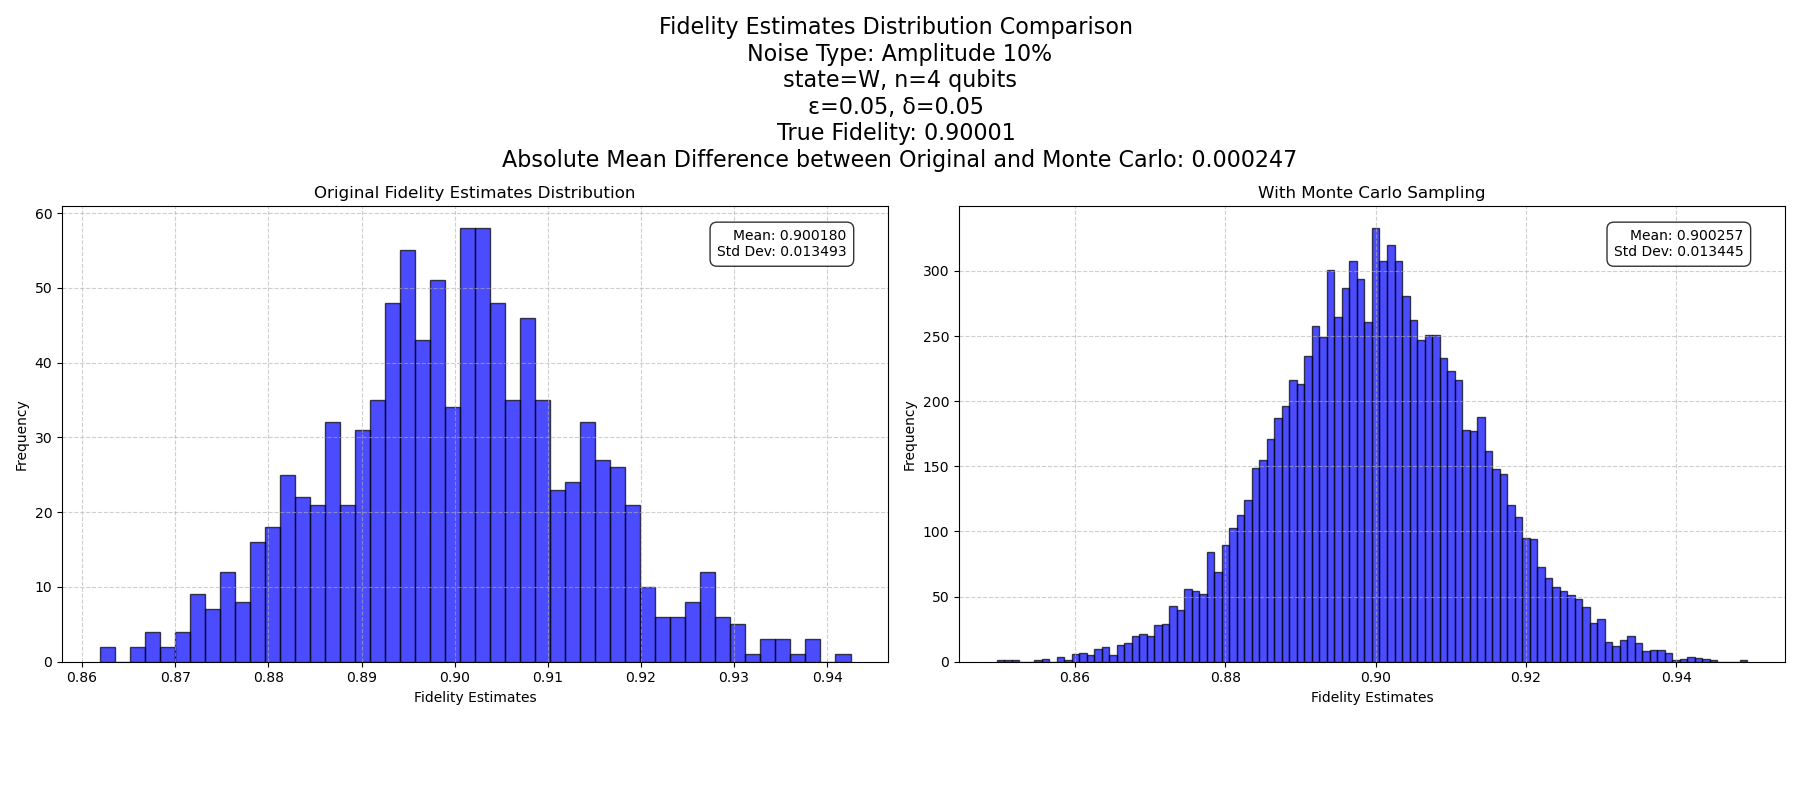 Fidelity Estimates Distribution Comparison
Noise Type: Amplitude 10%
state=W, n=4 qubits
ε=0.05, δ=0.05
True Fidelity: 0.90001
Absolute Mean Difference between Original and Monte Carlo: 0.000247
Original Fidelity Estimates Distribution
Mean: 0.900180
Std Dev: 0.013493
Frequency
60
50
40
30
20
10
0
0.86 0.87 0.88 0.89 0.90 0.91 0.92 0.93 0.94
Fidelity Estimates
With Monte Carlo Sampling
Mean: 0.900257
Std Dev: 0.013445
Frequency
300
250
200
150
100
50
0
0.86 0.88 0.90 0.92 0.94
Fidelity Estimates